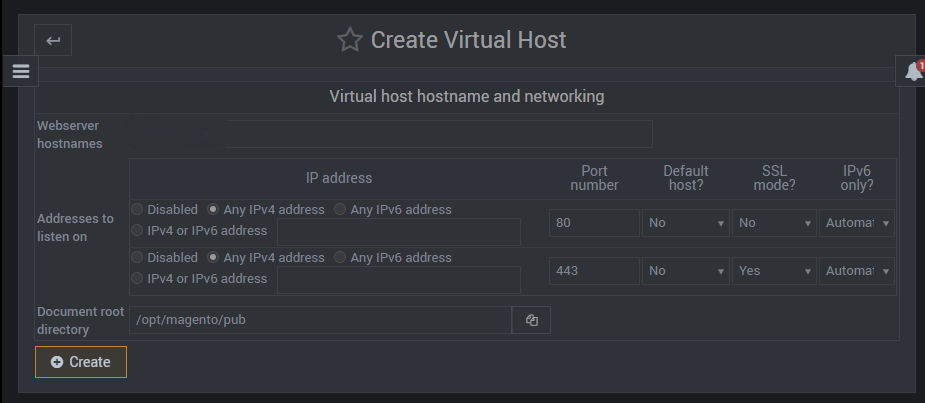 Create Virtual Host
1
Virtual host hostname and networking
Webserver
hostnames
IP address
Port
number
Default
host?
SSL
mode?
IPv6
only?
Addresses to
listen on
Disabled Any IPv4 address Any IPv6 address
IPv4 or IPv6 address
80 No No Automat
Disabled Any IPv4 address Any IPv6 address
IPv4 or IPv6 address
443 No Yes Automat
Document root
directory
/opt/magento/pub
Create